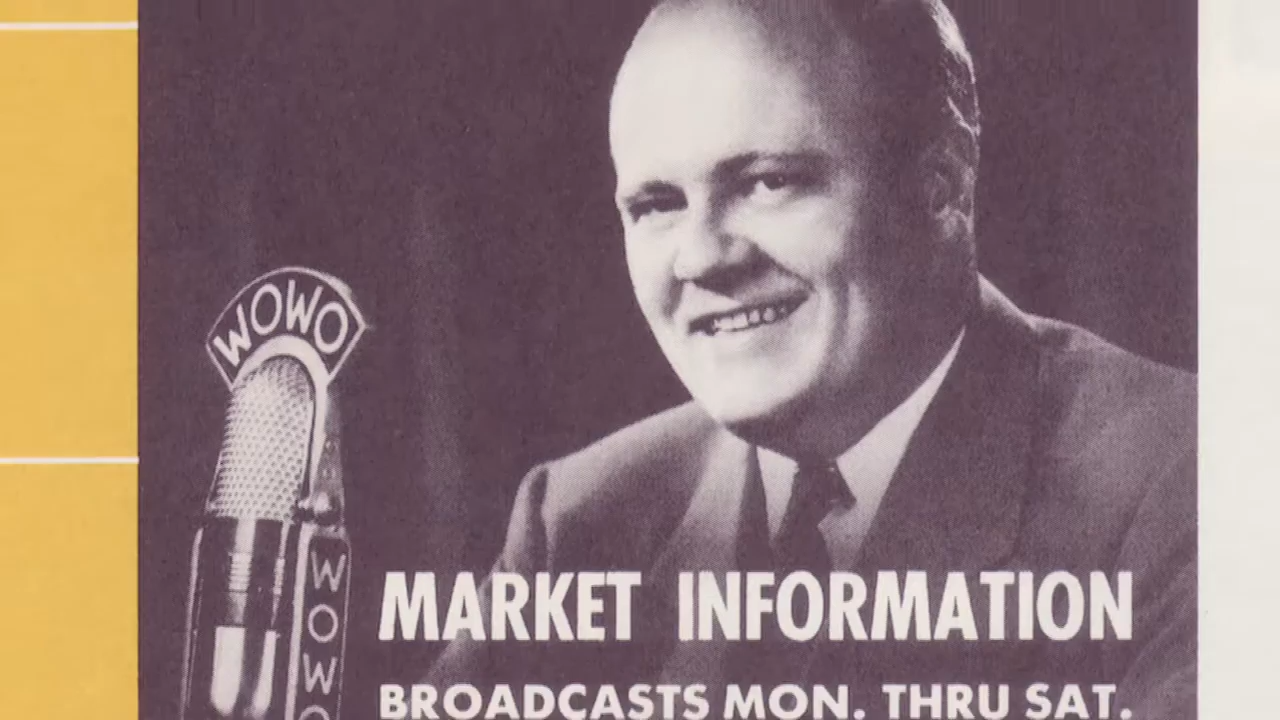 WOWO
WOWO
MARKET INFORMATION
BROADCASTS MON. THRU SAT.